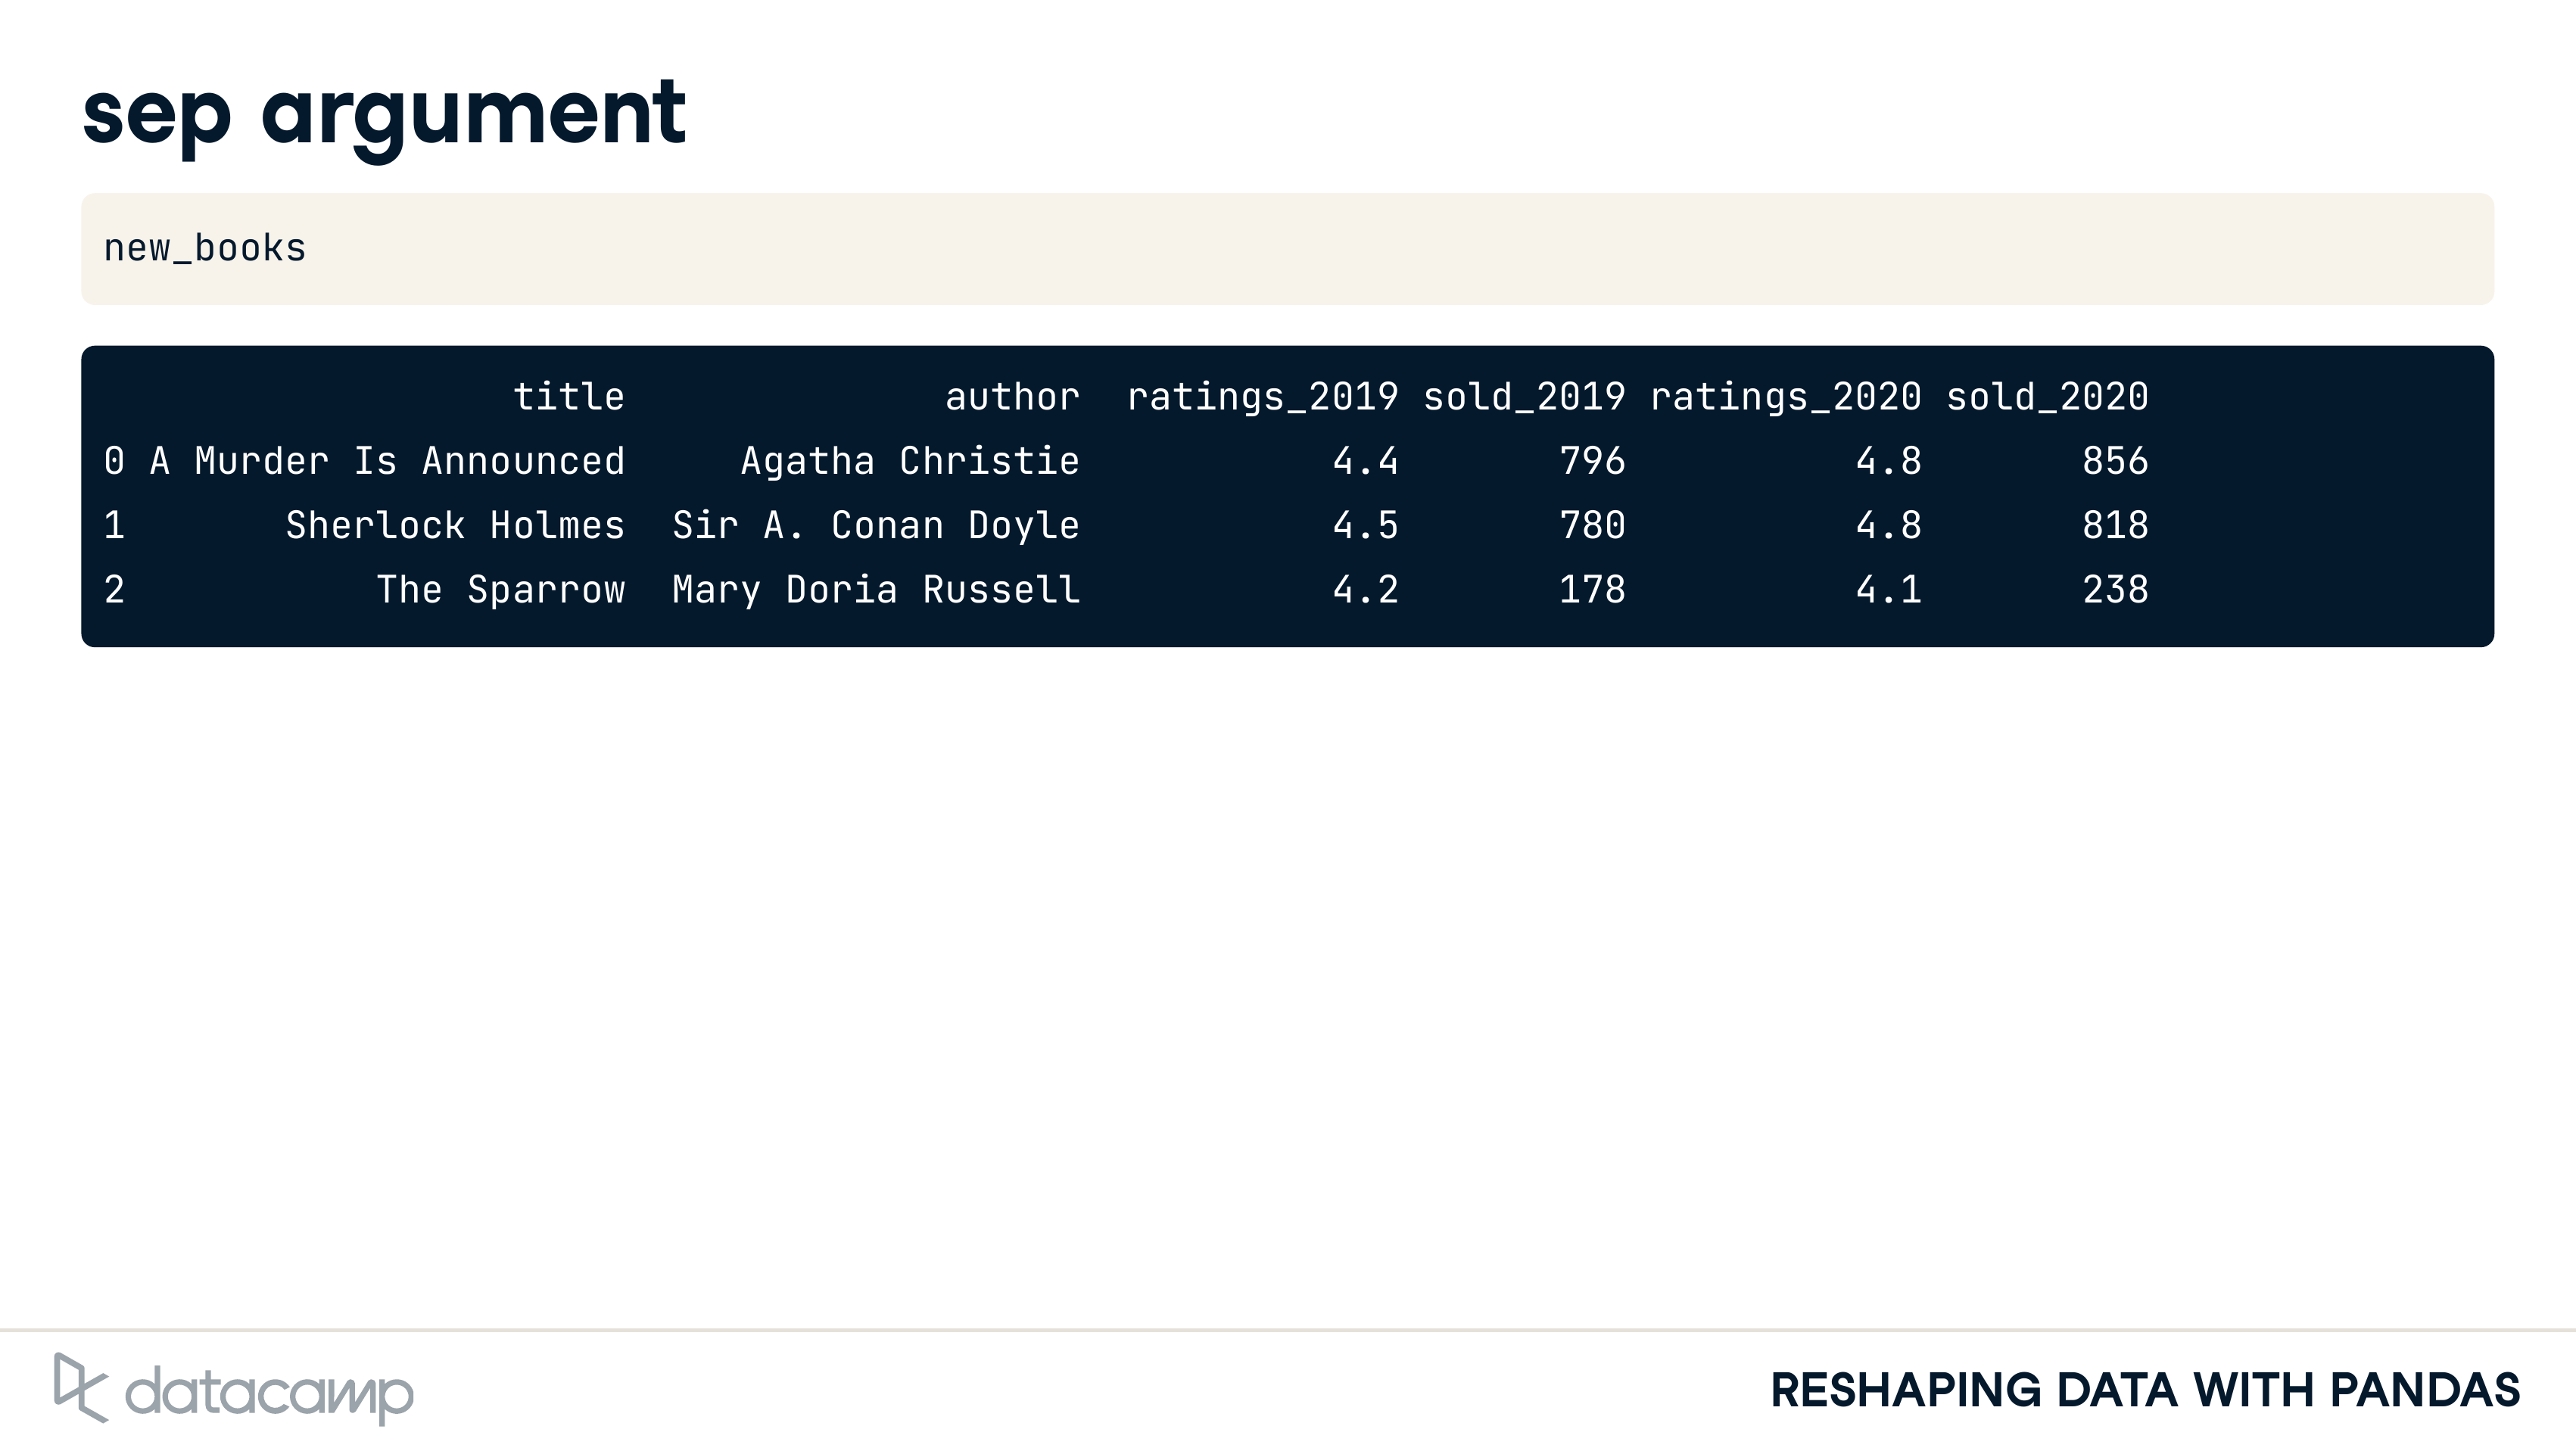 sep argument
new_books
title author ratings_2019 sold_2019 ratings_2020 sold_2020
0 A Murder Is Announced Agatha Christie 4.4 796 4.8 856
1 Sherlock Holmes Sir A. Conan Doyle 4.5 780 4.8 818
2 The Sparrow Mary Doria Russell 4.2 178 4.1 238
datacamp
RESHAPING DATA WITH PANDAS